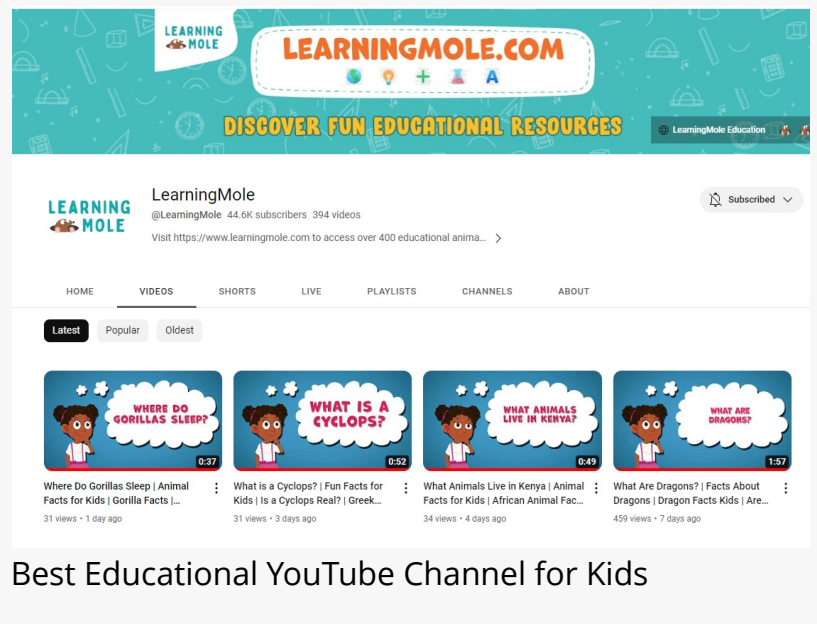 LEARNING
MOLE
LEARNINGMOLE.COM
A
DISCOVER FUN EDUCATIONAL RESOURCES
LearningMole Education
LEARNING
MOLE
LearningMole
@LearningMole 44.6K subscribers 394 videos
Visit https://www.learningmole.com to access over 400 educational anima...
Subscribed
HOME VIDEOS SHORTS LIVE PLAYLISTS CHANNELS ABOUT
Latest Popular Oldest
WHERE DO
GORILLAS SLEEP?
0:37
WHAT IS A
CYCLOPS?
0:52
WHAT ANIMALS
LIVE IN KENYA?
0:49
WHAT ARE
DRAGONS?
1:57
Where Do Gorillas Sleep | Animal
Facts for Kids | Gorilla Facts |...
31 views • 1 day ago
What is a Cyclops? | Fun Facts for
Kids | Is a Cyclops Real? | Greek...
31 views • 3 days ago
What Animals Live in Kenya | Animal
Facts for Kids | African Animal Fac...
34 views • 4 days ago
What Are Dragons? | Facts About
Dragons | Dragon Facts Kids | Are...
459 views • 7 days ago
Best Educational YouTube Channel for Kids